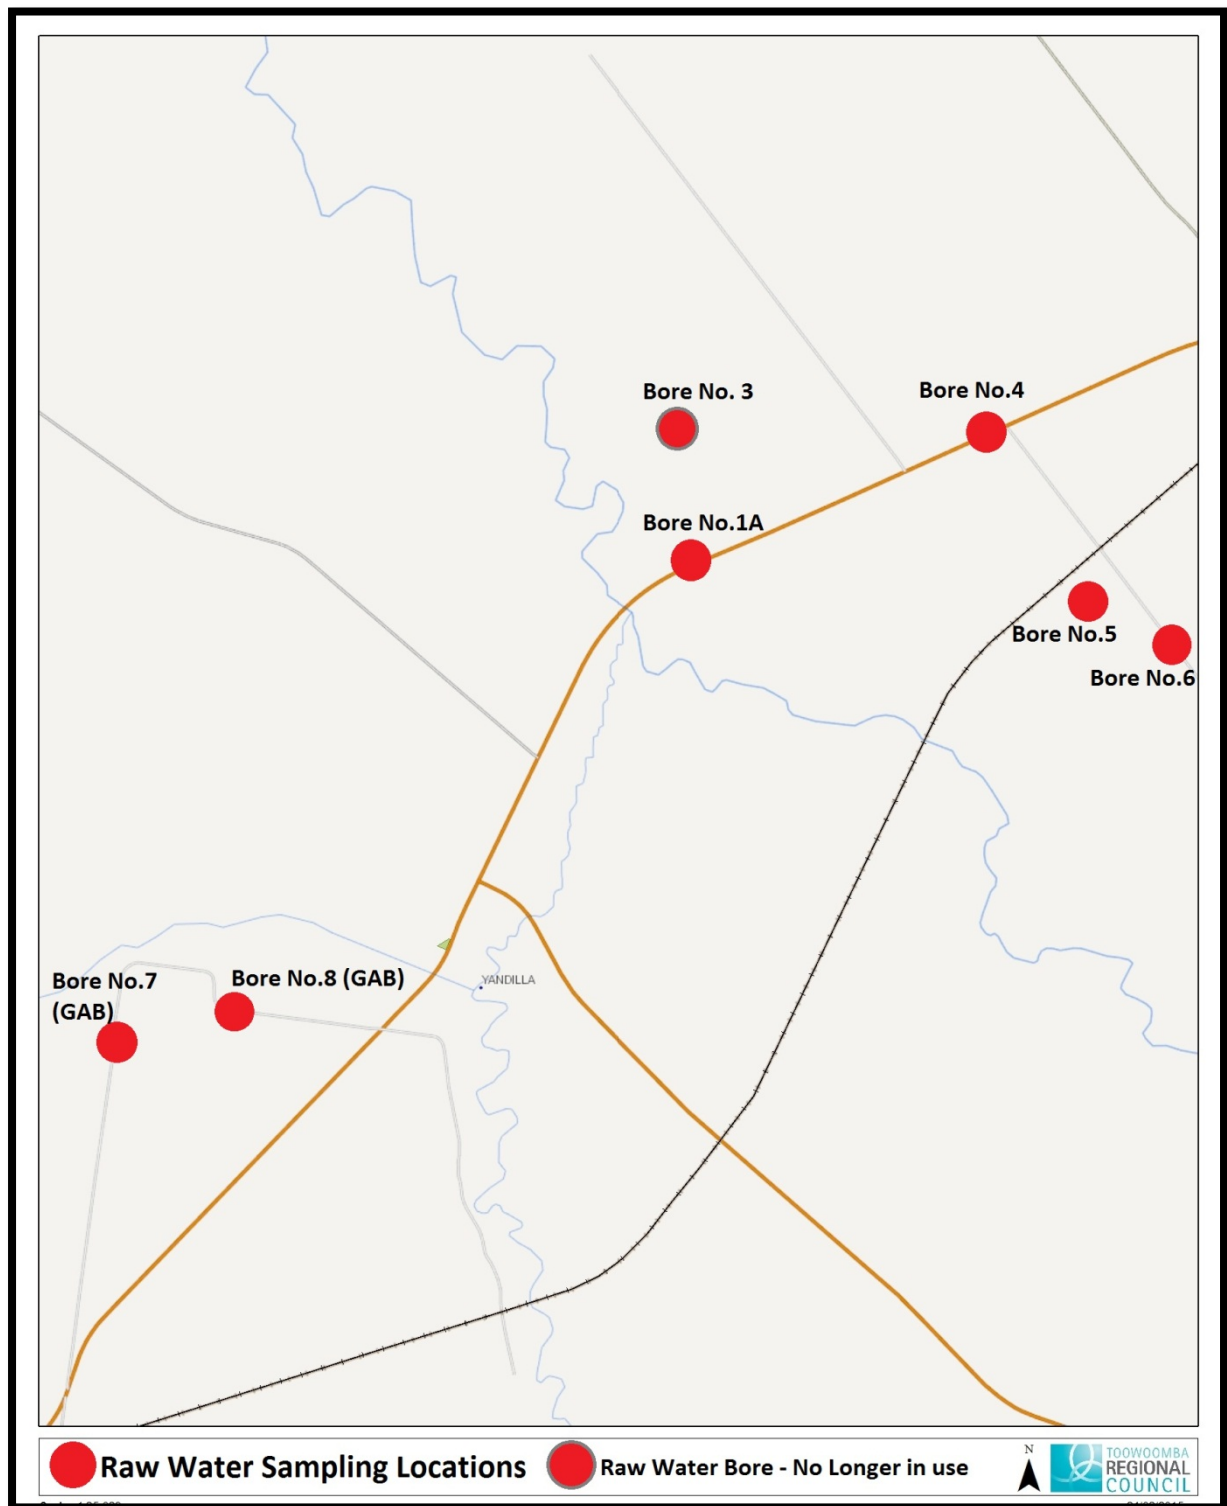 Bore No. 3
Bore No.4
Bore No.1A
Bore No.5
Bore No.6
YANDILLA
Bore No.7
(GAB)
Bore No.8 (GAB)
Raw Water Sampling Locations
Raw Water Bore - No Longer in use
N
TOOWOOMBA
REGIONAL
COUNCIL